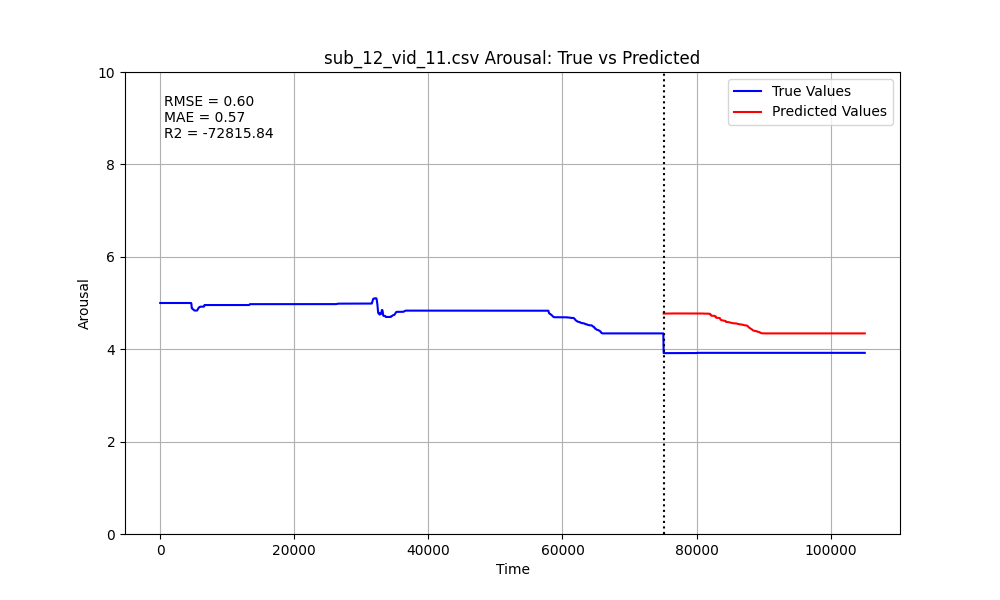 sub_12_vid_11.csv Arousal: True vs Predicted
RMSE = 0.60
MAE = 0.57
R2 = -72815.84
True Values
Predicted Values
10
8
6
4
2
0
Arousal
0
20000
40000
60000
80000
100000
Time